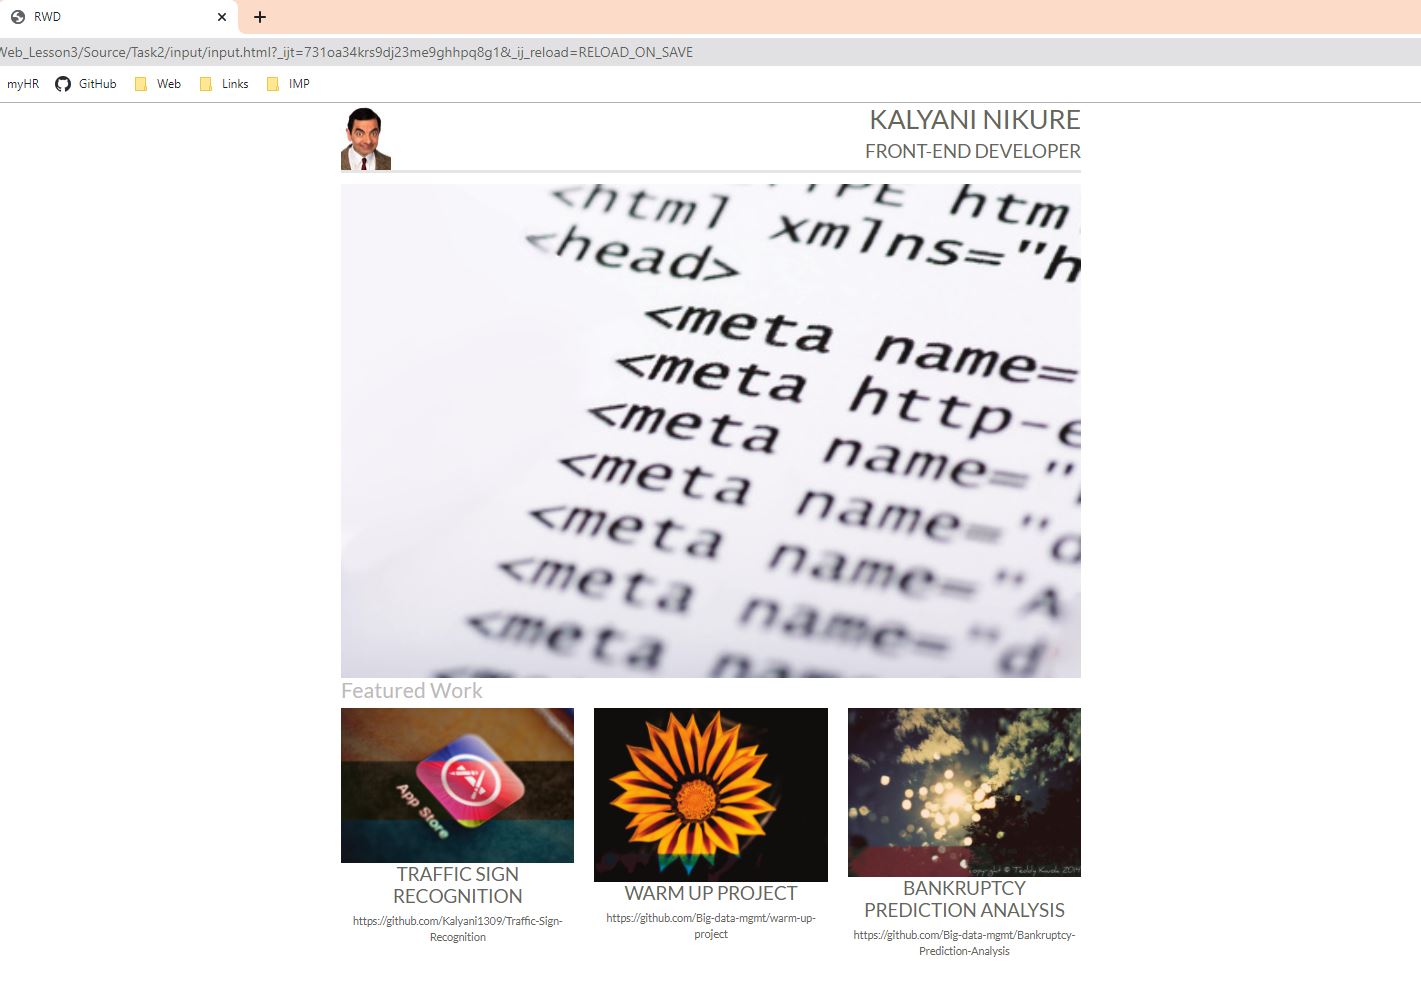 RWD
Web_Lesson3/Source/Task2/input/input.html?_ijt=731oa34krs9dj23me9ghhpq8g1&_ij_reload=RELOAD_ON_SAVE
myHR GitHub Web Links IMP
KALYANI NIKURE
FRONT-END DEVELOPER
<html xmlns="h
<head>
<meta name=
<meta http-e
<meta name="
<meta name="d
<meta name="A
<meta name="d
<meta name=
Featured Work
App Store
copyright © Teddy
TRAFFIC SIGN
RECOGNITION
https://github.com/Kalyani1309/Traffic-Sign-
Recognition
WARM UP PROJECT
https://github.com/Big-data-mgmt/warm-up-
project
BANKRUPTCY
PREDICTION ANALYSIS
https://github.com/Big-data-mgmt/Bankruptcy-
Prediction-Analysis